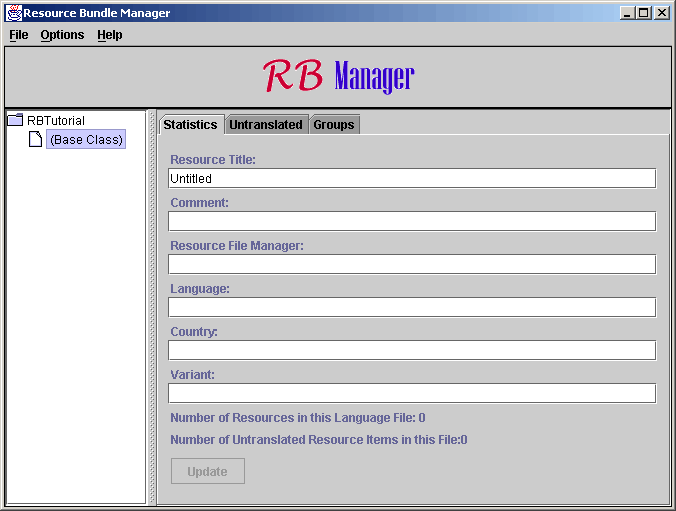 Resource Bundle Manager
File Options Help
RB Manager
RBTutorial
(Base Class)
Statistics Untranslated Groups
Resource Title:
Untitled
Comment:
Resource File Manager:
Language:
Country:
Variant:
Number of Resources in this Language File: 0
Number of Untranslated Resource Items in this File:0
Update